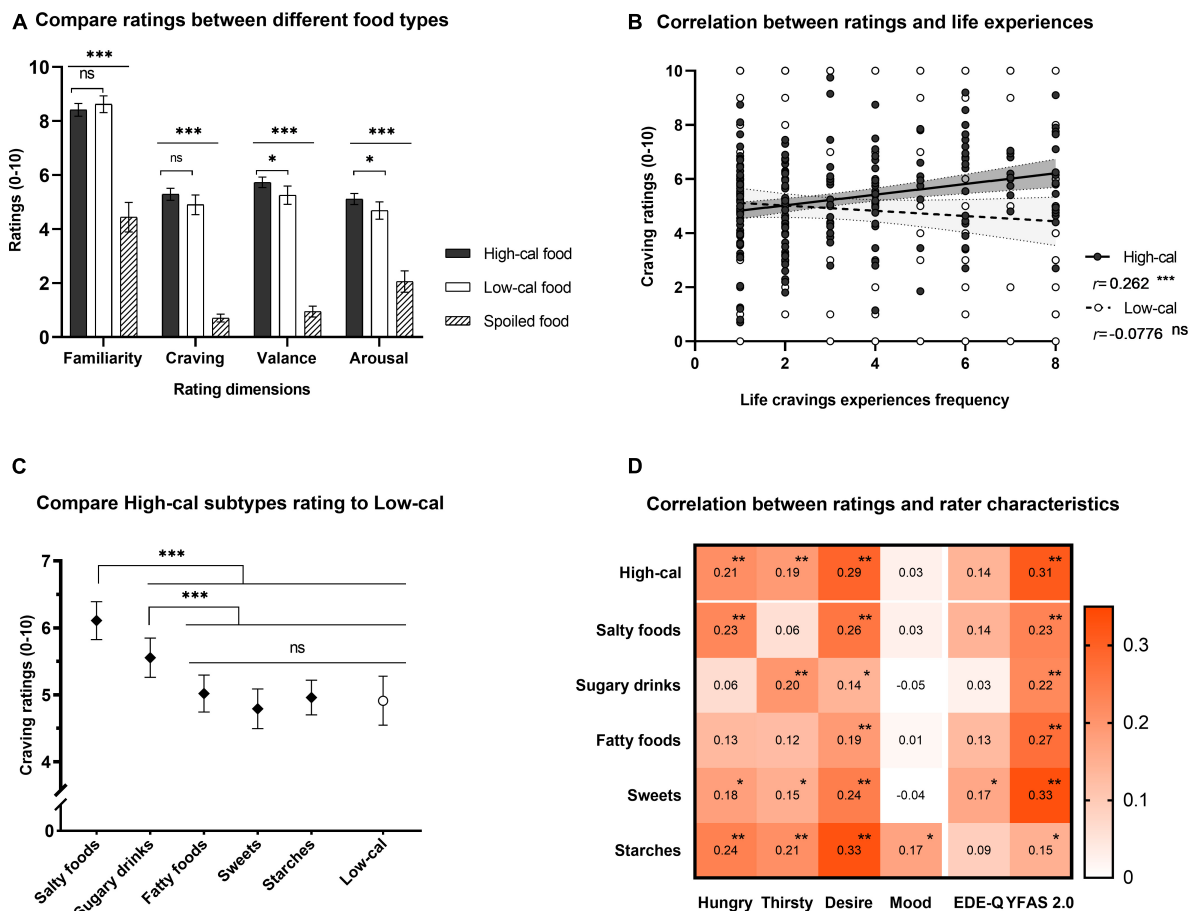 A Compare ratings between different food types
***
ns
***
ns
***
*
***
*
10
8
6
4
2
0
Ratings (0-10)
Familiarity Craving Valance Arousal
Rating dimensions
High-cal food
Low-cal food
Spoiled food
B Correlation between ratings and life experiences
10
8
6
4
2
0
Craving ratings (0-10)
0 2 4 6 8
Life cravings experiences frequency
High-cal
r=0.262 ***
Low-cal
r=-0.0776 ns
C
Compare High-cal subtypes rating to Low-cal
***
***
ns
7
6
5
4
0
Craving ratings (0-10)
Salty foods
Sugary drinks
Fatty foods
Sweets
Starches
Low-cal
D
Correlation between ratings and rater characteristics
High-cal 0.21** 0.19** 0.29** 0.03 0.14 0.31**
Salty foods 0.23** 0.06 0.26** 0.03 0.14 0.23**
Sugary drinks 0.06 0.20** 0.14* -0.05 0.03 0.22**
Fatty foods 0.13 0.12 0.19** 0.01 0.13 0.27**
Sweets 0.18* 0.15* 0.24** -0.04 0.17* 0.33**
Starches 0.24** 0.21** 0.33** 0.17* 0.09 0.15*
Hungry Thirsty Desire Mood EDE-Q YFAS 2.0
0.3
0.2
0.1
0